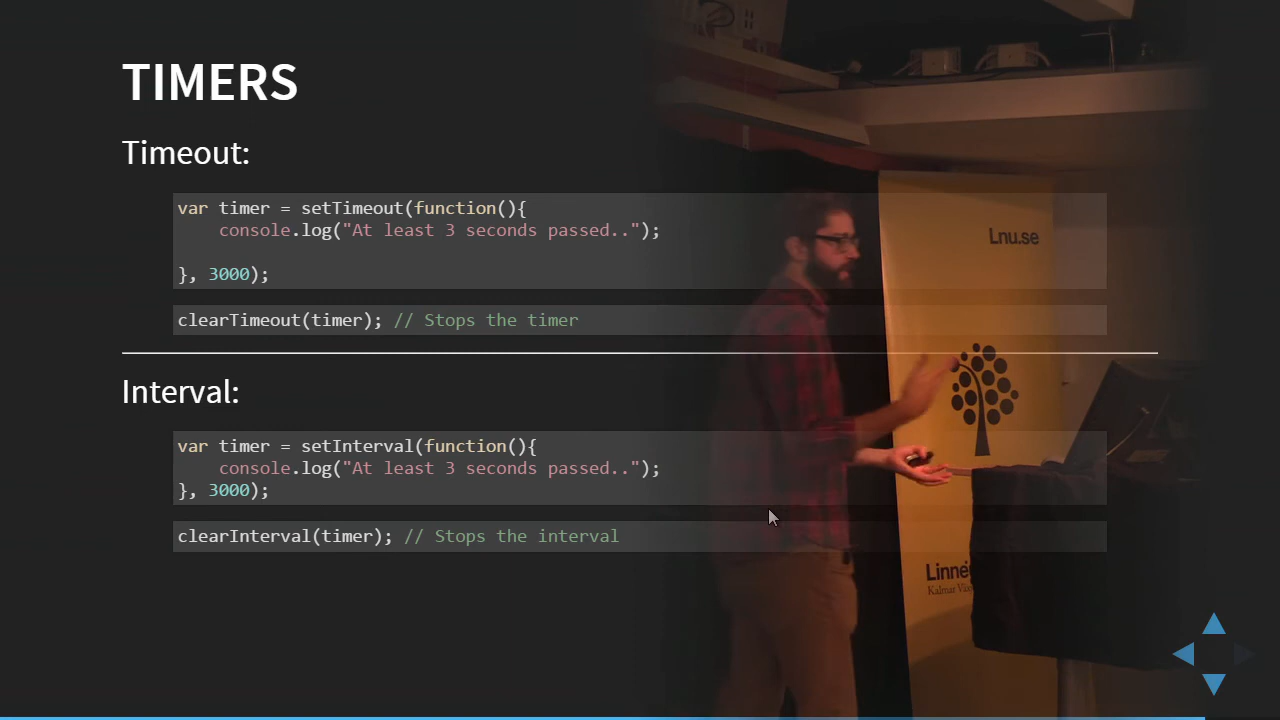 TIMERS
Timeout:
var timer = setTimeout(function(){
    console.log("At least 3 seconds passed..");
}, 3000);
clearTimeout(timer); // Stops the timer
Interval:
var timer = setInterval(function(){
    console.log("At least 3 seconds passed..");
}, 3000);
clearInterval(timer); // Stops the interval
Lnu.se
Kalmar